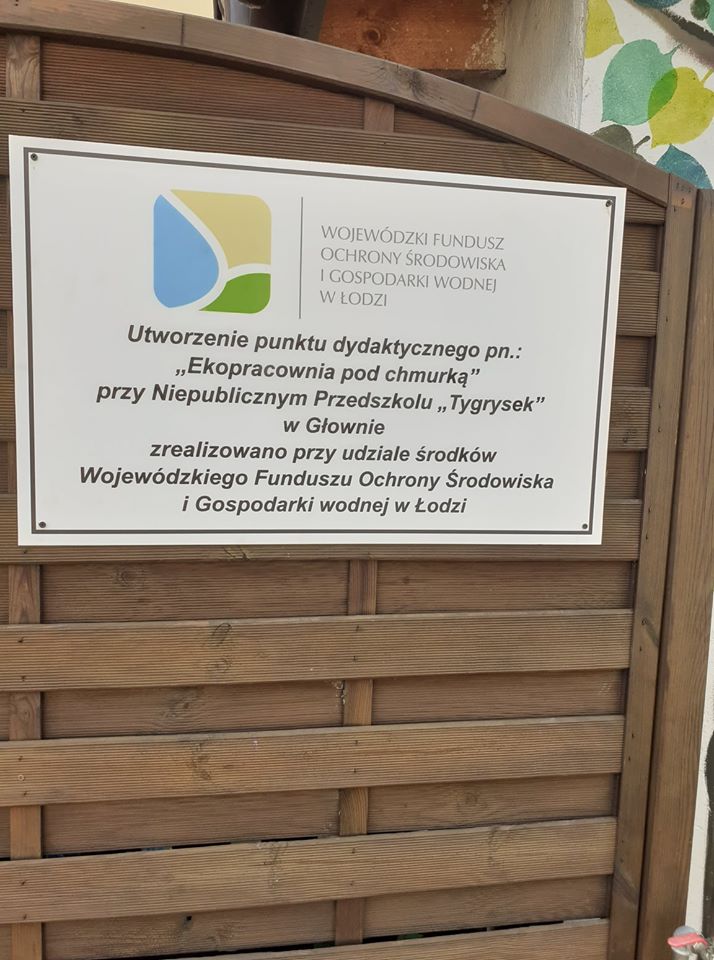 WOJEWÓDZKI FUNDUSZ
OCHRONY ŚRODOWISKA
I GOSPODARKI WODNEJ
W ŁODZI
Utworzenie punktu dydaktycznego pn.:
„Ekopracownia pod chmurką”
przy Niepublicznym Przedszkolu „Tygrysek”
w Głownie
zrealizowano przy udziale środków
Wojewódzkiego Funduszu Ochrony Środowiska
i Gospodarki wodnej w Łodzi